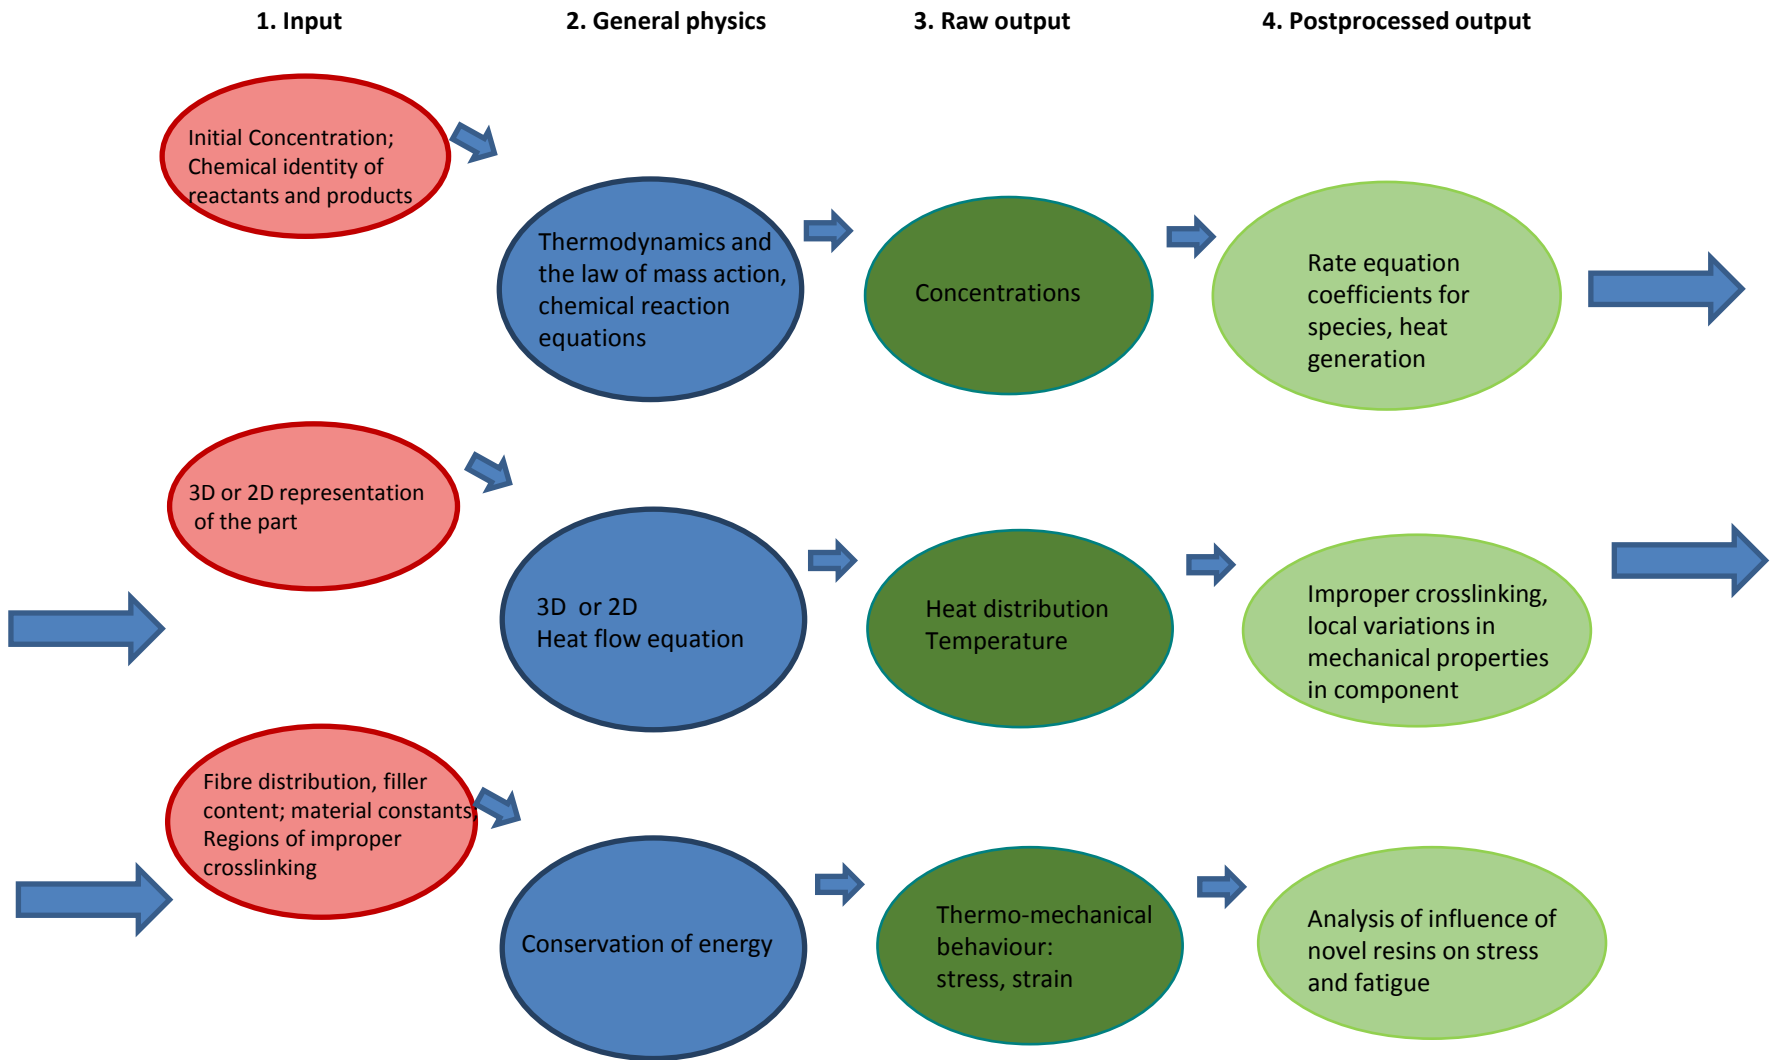 1. Input
2. General physics
3. Raw output
4. Postprocessed output
Initial Concentration;
Chemical identity of
reactants and products
Thermodynamics and
the law of mass action,
chemical reaction
equations
Concentrations
Rate equation
coefficients for
species, heat
generation
3D or 2D representation
of the part
3D or 2D
Heat flow equation
Heat distribution
Temperature
Improper crosslinking,
local variations in
mechanical properties
in component
Fibre distribution, filler
content; material constants,
Regions of improper
crosslinking
Conservation of energy
Thermo-mechanical
behaviour:
stress, strain
Analysis of influence of
novel resins on stress
and fatigue